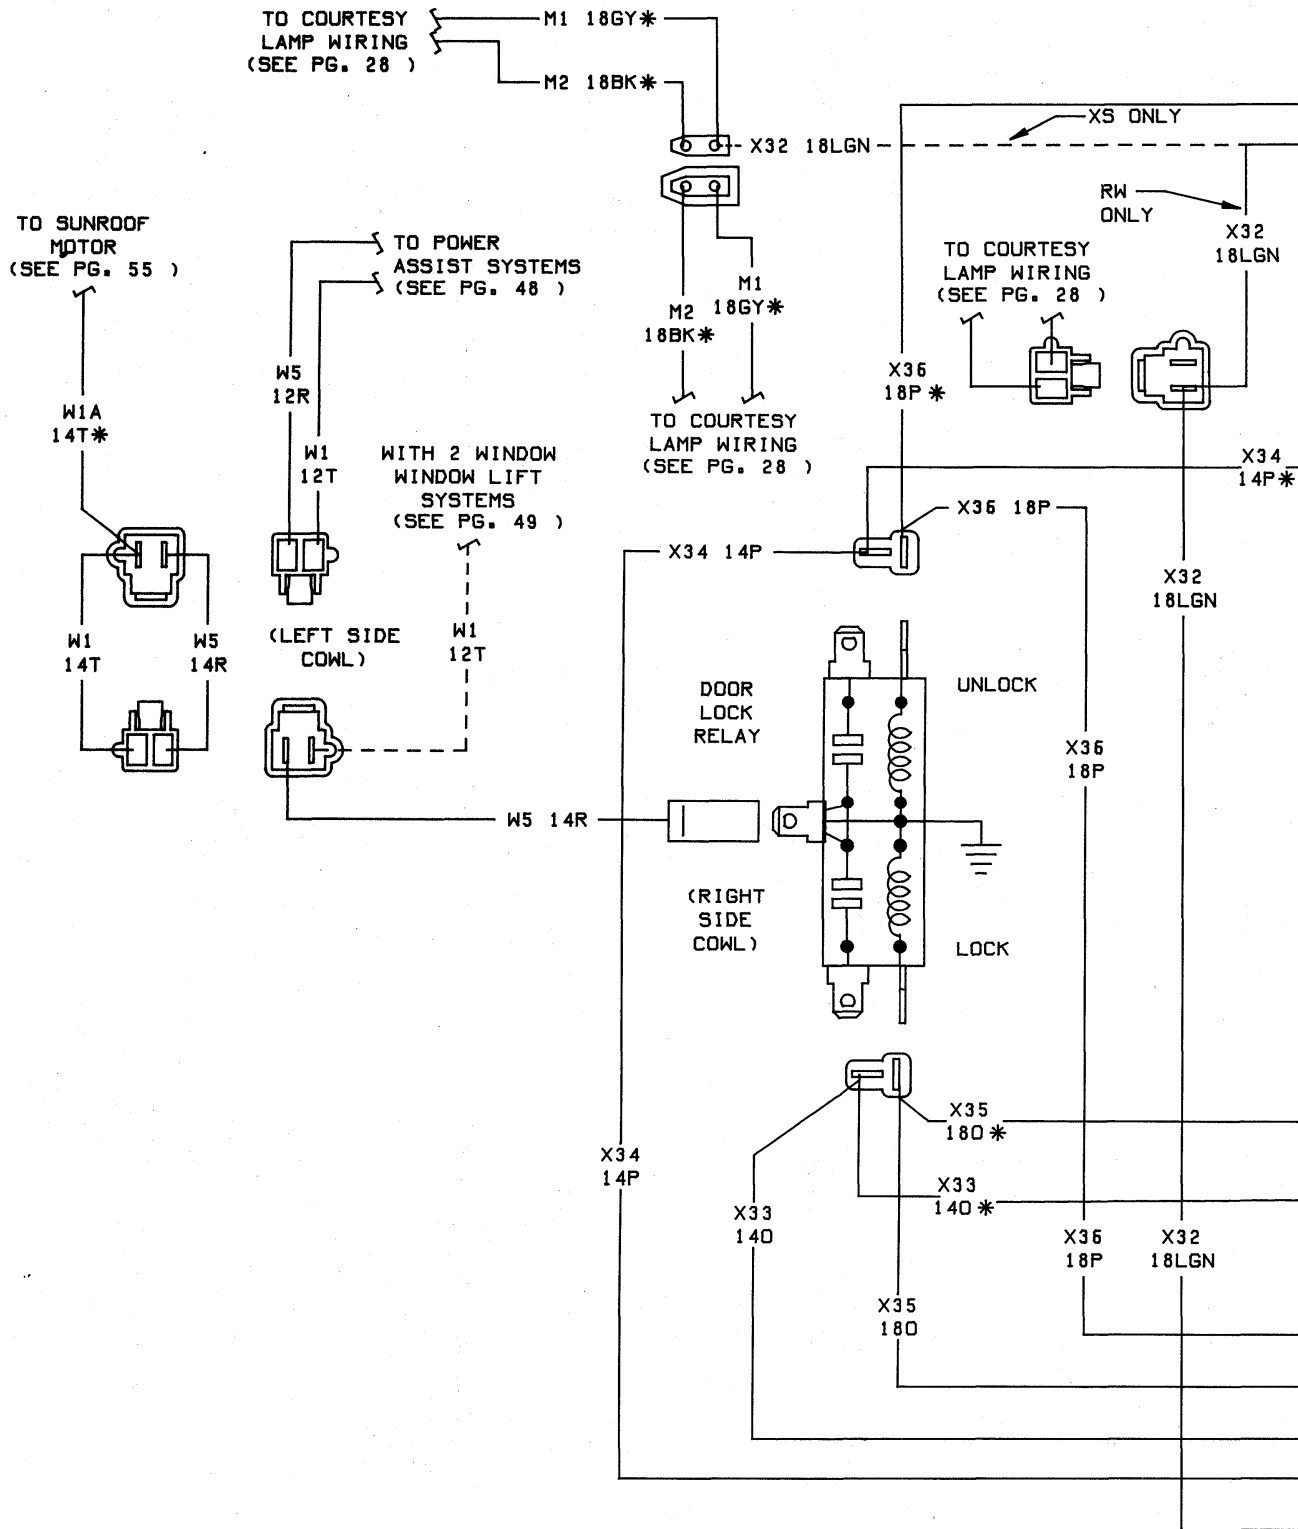 TO COURTESY
LAMP WIRING
(SEE PG. 28 )
M1 18GY*
M2 18BK*
X32 18LGN
XS ONLY
RW
ONLY
X32
18LGN
TO SUNROOF
MOTOR
(SEE PG. 55 )
TO POWER
ASSIST SYSTEMS
(SEE PG. 48 )
TO COURTESY
LAMP WIRING
(SEE PG. 28 )
M1
18GY*
M2
18BK*
W5
12R
X36
18P*
W1A
14T*
TO COURTESY
LAMP WIRING
(SEE PG. 28 )
W1
12T
WITH 2 WINDOW
WINDOW LIFT
SYSTEMS
(SEE PG. 49 )
X34
14P*
X36 18P
X34 14P
X32
18LGN
W1
14T
W5
14R
(LEFT SIDE
COWL)
W1
12T
DOOR
LOCK
RELAY
UNLOCK
X36
18P
W5 14R
(RIGHT
SIDE
COWL)
LOCK
X35
18O*
X34
14P
X33
14O*
X33
14O
X36
18P
X32
18LGN
X35
18O